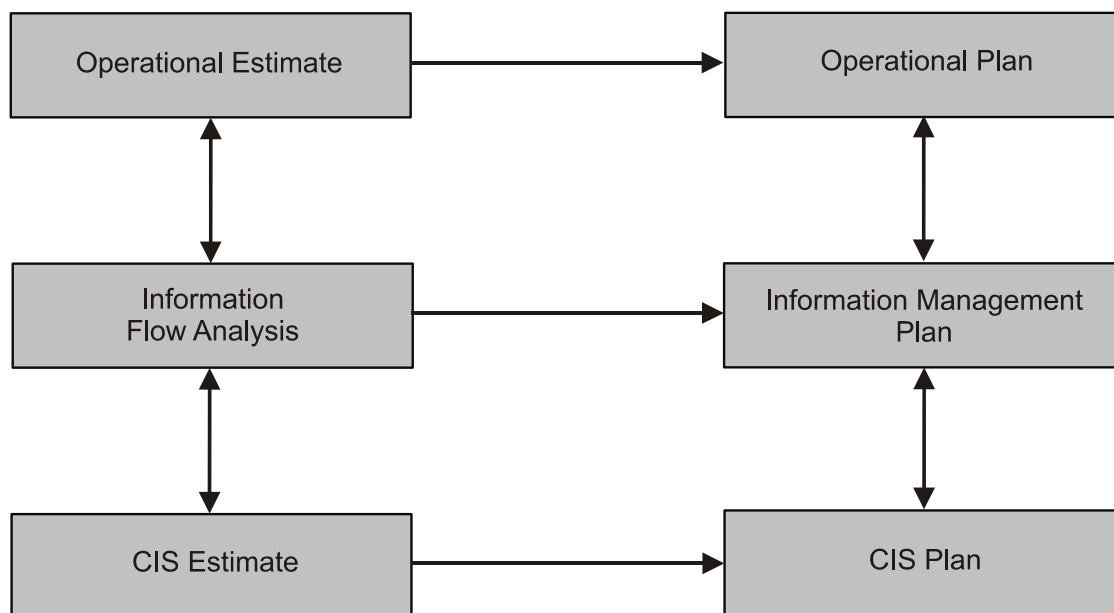 Operational Estimate
Operational Plan
Information
Flow Analysis
Information Management
Plan
CIS Estimate
CIS Plan